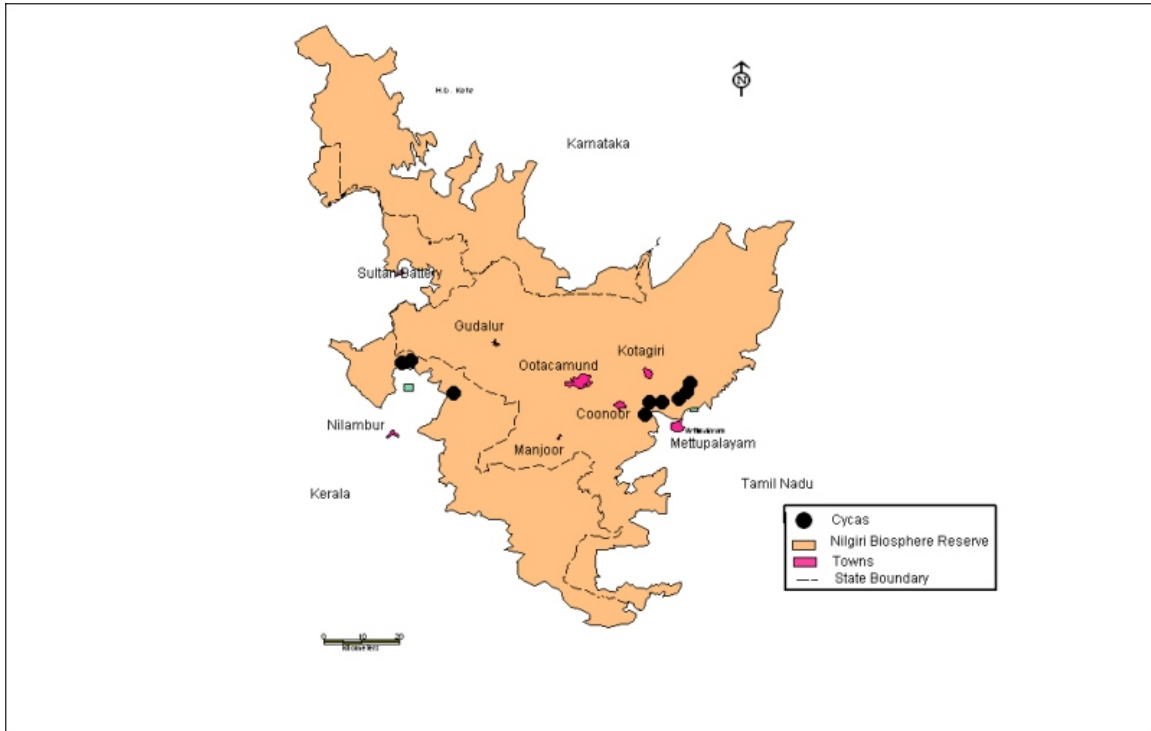 N
H.D. Kote
Karnataka
Sultan Battery
Gudalur
Kotagiri
Ootacamund
Coonoor
Nilambur
Mettupalayam
Manjoor
Tamil Nadu
Kerala
Cycas
Nilgiri Biosphere Reserve
Towns
State Boundary
0 10 20
Kilometers